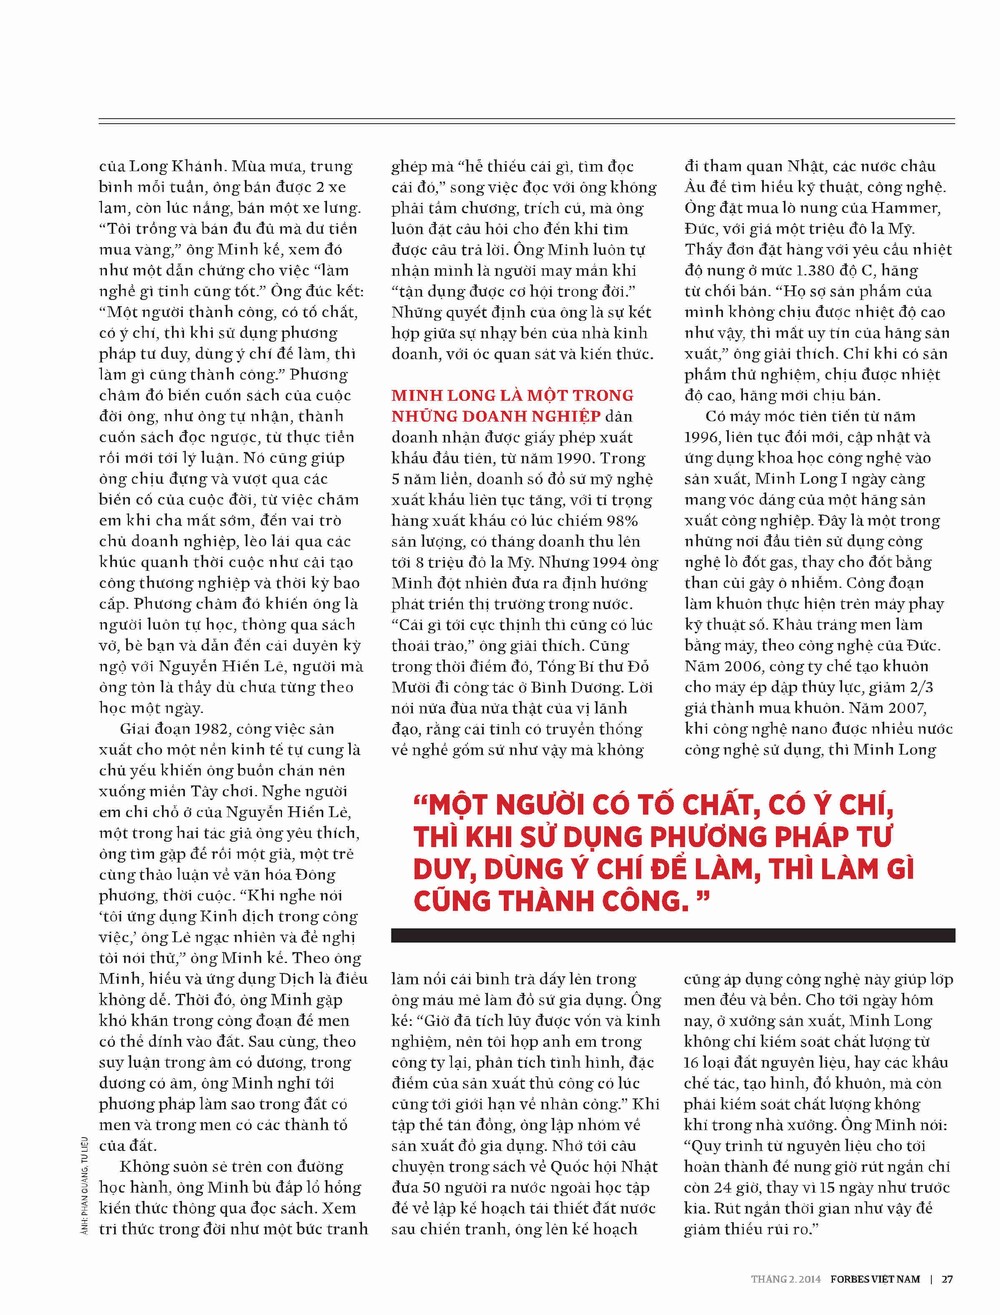 của Long Khánh. Mùa mưa, trung
bình mỗi tuần, ông bán được 2 xe
lam, còn lúc nắng, bán một xe lưng.
“Tôi trồng và bán đu đủ mà dư tiền
mua vàng,” ông Minh kể, xem đó
như một dẫn chứng cho việc “làm
nghề gì tinh cũng tốt.” Ông đúc kết:
“Một người thành công, có tố chất,
có ý chí, thì khi sử dụng phương
pháp tư duy, dùng ý chí để làm, thì
làm gì cũng thành công.” Phương
châm đó biến cuốn sách của cuộc
đời ông, như ông tự nhận, thành
cuốn sách đọc ngược, từ thực tiễn
rồi mới tới lý luận. Nó cũng giúp
ông chịu đựng và vượt qua các
biến cố của cuộc đời, từ việc chăm
em khi cha mất sớm, đến vai trò
chủ doanh nghiệp, lèo lái qua các
khúc quanh thời cuộc như cải tạo
công thương nghiệp và thời kỳ bao
cấp. Phương châm đó khiến ông là
người luôn tự học, thông qua sách
vở, bè bạn và dẫn đến cái duyên kỳ
ngộ với Nguyễn Hiến Lê, người mà
ông tôn là thầy dù chưa từng theo
học một ngày.
Giai đoạn 1982, công việc sản
xuất cho một nền kinh tế tự cung là
chủ yếu khiến ông buồn chán nên
xuống miền Tây chơi. Nghe người
em chỉ chỗ ở của Nguyễn Hiến Lê,
một trong hai tác giả ông yêu thích,
ông tìm gặp để rồi một già, một trẻ
cùng thảo luận về văn hóa Đông
phương, thời cuộc. “Khi nghe nói
‘tôi ứng dụng Kinh dịch trong công
việc,’ ông Lê ngạc nhiên và đề nghị
tôi nói thử,” ông Minh kể. Theo ông
Minh, hiểu và ứng dụng Dịch là điều
không dễ. Thời đó, ông Minh gặp
khó khăn trong công đoạn để men
có thể dính vào đất. Sau cùng, theo
suy luận trong âm có dương, trong
dương có âm, ông Minh nghĩ tới
phương pháp làm sao trong đất có
men và trong men có các thành tố
của đất.
Không suôn sẻ trên con đường
học hành, ông Minh bù đắp lỗ hổng
kiến thức thông qua đọc sách. Xem
tri thức trong đời như một bức tranh
ghép mà “hễ thiếu cái gì, tìm đọc
cái đó,” song việc đọc với ông không
phải tầm chương, trích cú, mà ông
luôn đặt câu hỏi cho đến khi tìm
được câu trả lời. Ông Minh luôn tự
nhận mình là người may mắn khi
“tận dụng được cơ hội trong đời.”
Những quyết định của ông là sự kết
hợp giữa sự nhạy bén của nhà kinh
doanh, với óc quan sát và kiến thức.
MINH LONG LÀ MỘT TRONG
NHỮNG DOANH NGHIỆP dân
doanh nhận được giấy phép xuất
khẩu đầu tiên, từ năm 1990. Trong
5 năm liền, doanh số đồ sứ mỹ nghệ
xuất khẩu liên tục tăng, với tỉ trọng
hàng xuất khẩu có lúc chiếm 98%
sản lượng, có tháng doanh thu lên
tới 8 triệu đô la Mỹ. Nhưng 1994 ông
Minh đột nhiên đưa ra định hướng
phát triển thị trường trong nước.
“Cái gì tới cực thịnh thì cũng có lúc
thoái trào,” ông giải thích. Cũng
trong thời điểm đó, Tổng Bí thư Đỗ
Mười đi công tác ở Bình Dương. Lời
nói nửa đùa nửa thật của vị lãnh
đạo, rằng cái tỉnh có truyền thống
về nghề gốm sứ như vậy mà không
“MỘT NGƯỜI CÓ TỐ CHẤT, CÓ Ý CHÍ,
THÌ KHI SỬ DỤNG PHƯƠNG PHÁP TƯ
DUY, DÙNG Ý CHÍ ĐỂ LÀM, THÌ LÀM GÌ
CŨNG THÀNH CÔNG. ”
làm nổi cái bình trà dấy lên trong
ông máu mê làm đồ sứ gia dụng. Ông
kể: “Giờ đã tích lũy được vốn và kinh
nghiệm, nên tôi họp anh em trong
công ty lại, phân tích tình hình, đặc
điểm của sản xuất thủ công có lúc
cũng tới giới hạn về nhân công.” Khi
tập thể tán đồng, ông lập nhóm về
sản xuất đồ gia dụng. Nhớ tới câu
chuyện trong sách về Quốc hội Nhật
đưa 50 người ra nước ngoài học tập
để về lập kế hoạch tái thiết đất nước
sau chiến tranh, ông lên kế hoạch
đi tham quan Nhật, các nước châu
Âu để tìm hiểu kỹ thuật, công nghệ.
Ông đặt mua lò nung của Hammer,
Đức, với giá một triệu đô la Mỹ.
Thấy đơn đặt hàng với yêu cầu nhiệt
độ nung ở mức 1.380 độ C, hãng
từ chối bán. “Họ sợ sản phẩm của
mình không chịu được nhiệt độ cao
như vậy, thì mất uy tín của hãng sản
xuất,” ông giải thích. Chỉ khi có sản
phẩm thử nghiệm, chịu được nhiệt
độ cao, hãng mới chịu bán.
Có máy móc tiên tiến từ năm
1996, liên tục đổi mới, cập nhật và
ứng dụng khoa học công nghệ vào
sản xuất, Minh Long I ngày càng
mang vóc dáng của một hãng sản
xuất công nghiệp. Đây là một trong
những nơi đầu tiên sử dụng công
nghệ lò đốt gas, thay cho đốt bằng
than củi gây ô nhiễm. Công đoạn
làm khuôn thực hiện trên máy phay
kỹ thuật số. Khâu tráng men làm
bằng máy, theo công nghệ của Đức.
Năm 2006, công ty chế tạo khuôn
cho máy ép dập thủy lực, giảm 2/3
giá thành mua khuôn. Năm 2007,
khi công nghệ nano được nhiều nước
công nghệ sử dụng, thì Minh Long
cũng áp dụng công nghệ này giúp lớp
men đều và bền. Cho tới ngày hôm
nay, ở xưởng sản xuất, Minh Long
không chỉ kiểm soát chất lượng từ
16 loại đất nguyên liệu, hay các khâu
chế tác, tạo hình, đổ khuôn, mà còn
phải kiểm soát chất lượng không
khí trong nhà xưởng. Ông Minh nói:
“Quy trình từ nguyên liệu cho tới
hoàn thành để nung giờ rút ngắn chỉ
còn 24 giờ, thay vì 15 ngày như trước
kia. Rút ngắn thời gian như vậy để
giảm thiểu rủi ro.”
ẢNH: PHAN QUANG; TƯ LIỆU
THÁNG 2. 2014 FORBES VIỆT NAM | 27